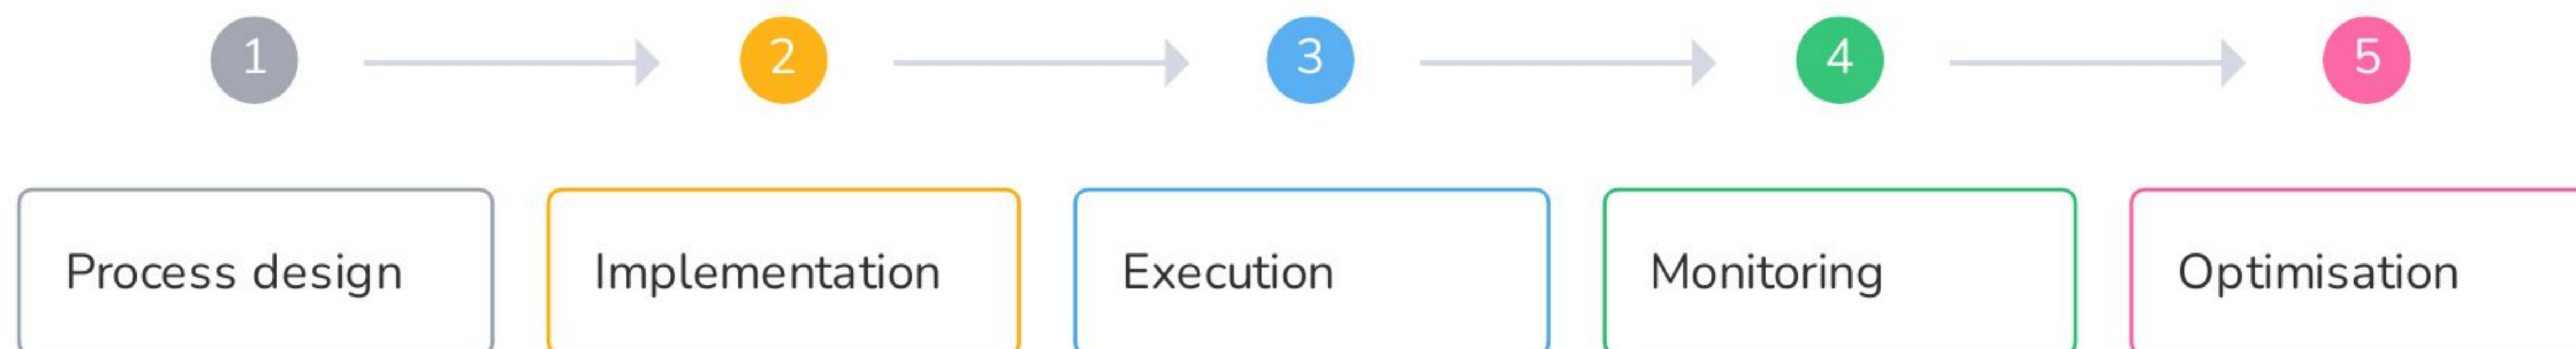 1
2
3
4
5
Process design
Implementation
Execution
Monitoring
Optimisation